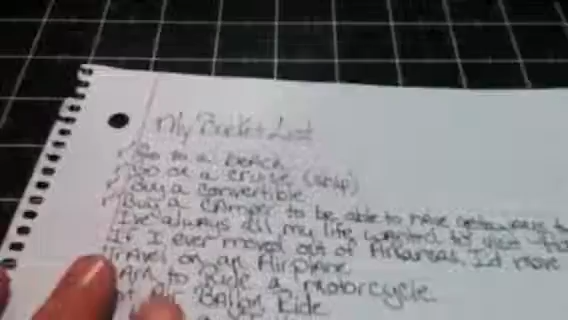 My Bucket List
Go to a beach
Go on a cruise (ship)
Buy a convertible
Buy a camper to be able to have getaways
I've always all my life wanted to visit
If I ever moved out of Arkansas, I'd move
Travel on an Airplane
to Ride a motorcycle
Air Balloon Ride